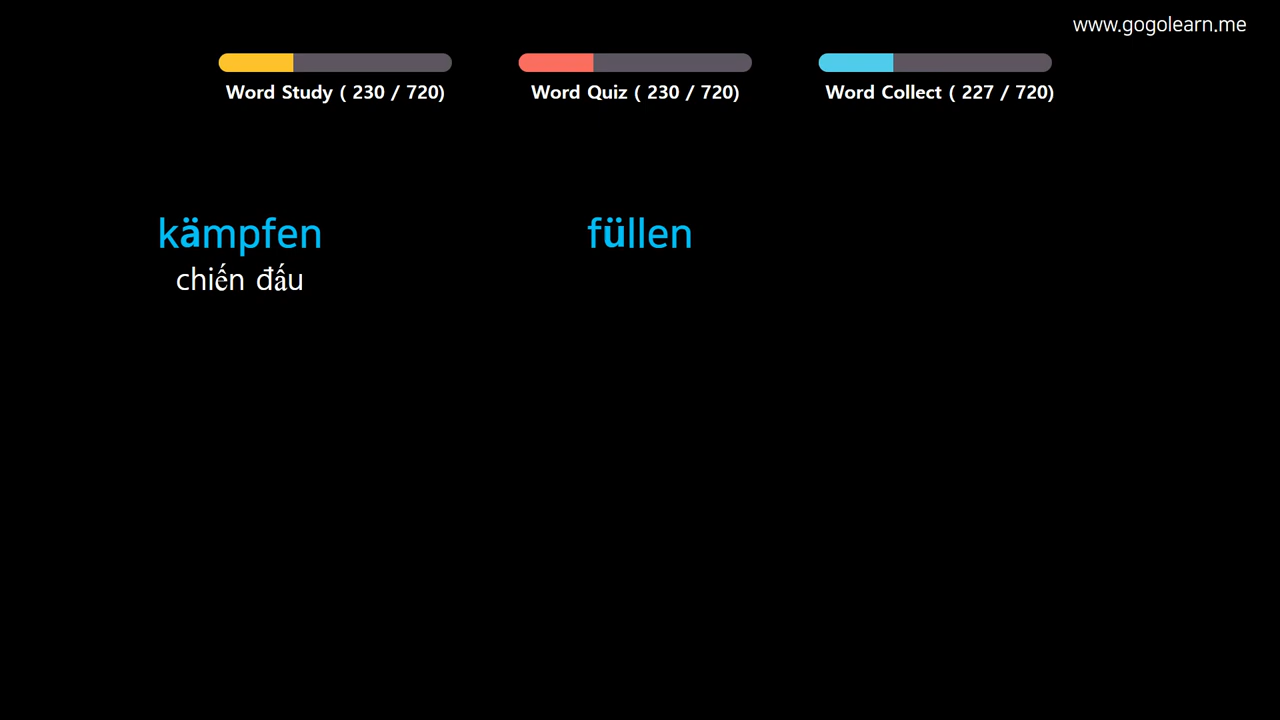 www.gogolearn.me
Word Study ( 230 / 720)
Word Quiz ( 230 / 720)
Word Collect ( 227 / 720)
kämpfen
chiến đấu
füllen